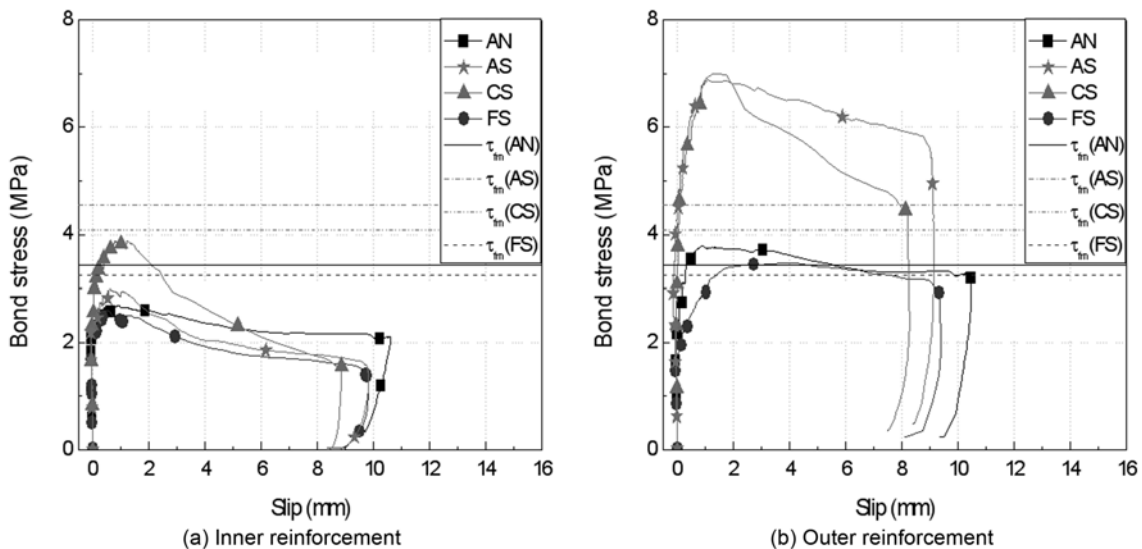 8
6
4
2
0
Bond stress (MPa)
AN
AS
CS
FS
τfm(AN)
τfm(AS)
τfm(CS)
τfm(FS)
0 2 4 6 8 10 12 14 16
Slip (mm)
(a) Inner reinforcement
8
6
4
2
0
Bond stress (MPa)
AN
AS
CS
FS
τfm(AN)
τfm(AS)
τfm(CS)
τfm(FS)
0 2 4 6 8 10 12 14 16
Slip (mm)
(b) Outer reinforcement